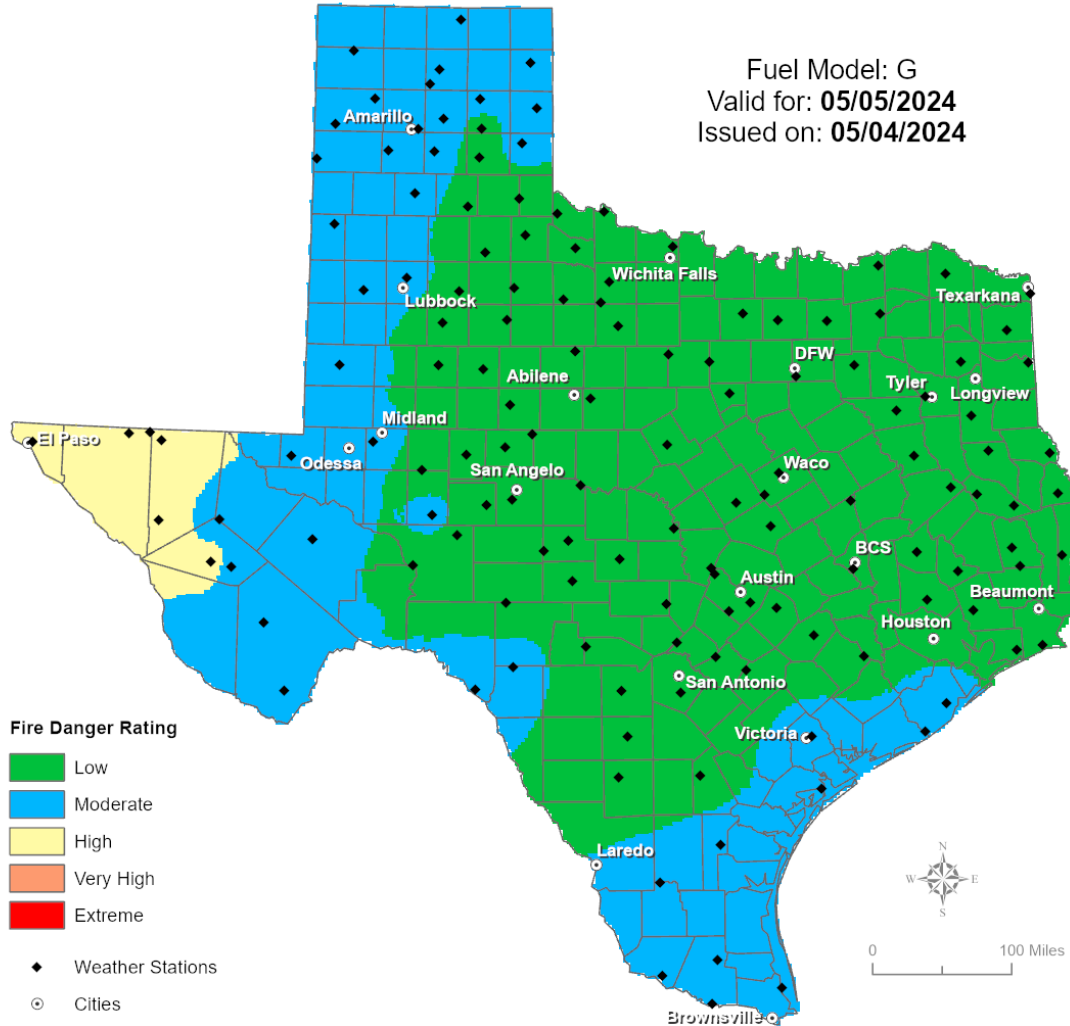 Fuel Model: G
Valid for: 05/05/2024
Issued on: 05/04/2024
Amarillo
Wichita Falls
Lubbock
Texarkana
DFW
Abilene
Tyler
Longview
Midland
El Paso
Odessa
San Angelo
Waco
BCS
Austin
Beaumont
Houston
San Antonio
Victoria
Laredo
Brownsville
Fire Danger Rating
Low
Moderate
High
Very High
Extreme
Weather Stations
Cities
N
W E
S
0 100 Miles